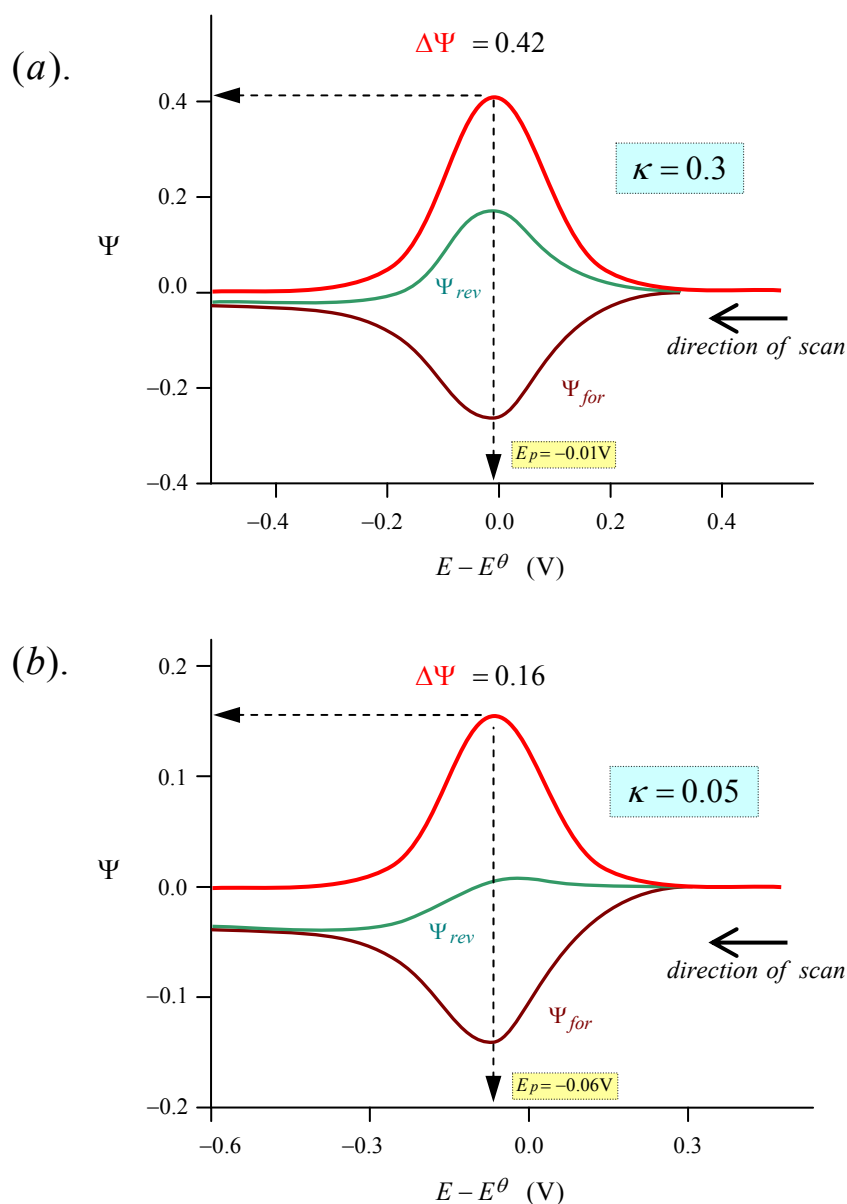 (a).
ΔΨ = 0.42
0.4
κ = 0.3
0.2
Ψ
Ψrev
0.0
direction of scan
Ψfor
−0.2
Ep = −0.01V
−0.4
−0.4 −0.2 0.0 0.2 0.4
E − Eθ (V)
(b).
0.2
ΔΨ = 0.16
0.1
κ = 0.05
Ψ
0.0
Ψrev
direction of scan
−0.1
Ψfor
Ep = −0.06V
−0.2
−0.6 −0.3 0.0 0.3
E − Eθ (V)